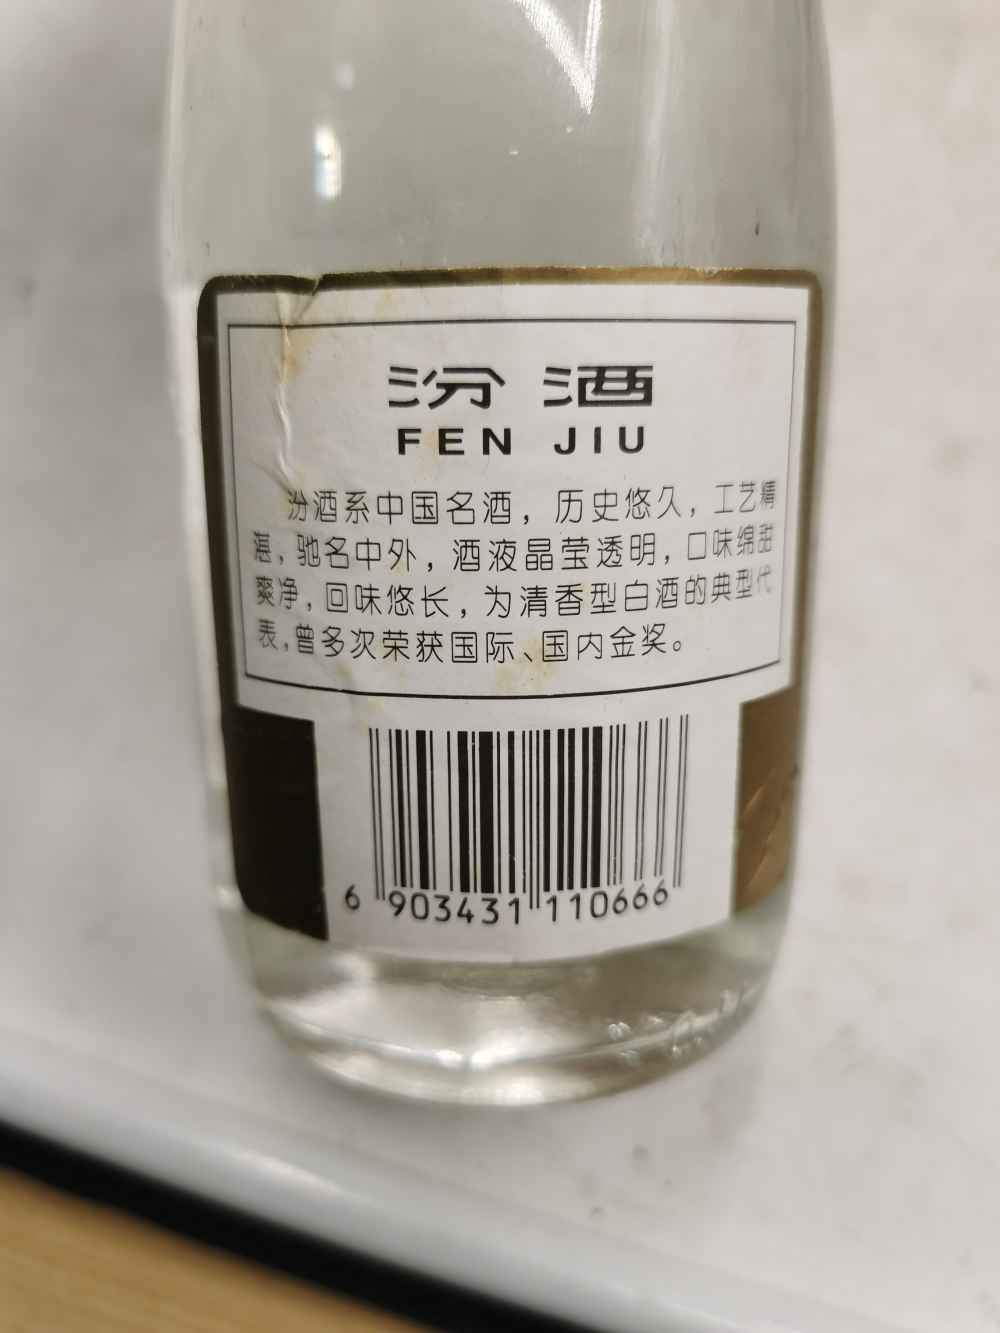 汾酒
FEN JIU
汾酒系中国名酒，历史悠久，工艺精
湛，驰名中外，酒液晶莹透明，口味绵甜
爽净，回味悠长，为清香型白酒的典型代
表，曾多次荣获国际、国内金奖。
6 903431 110666